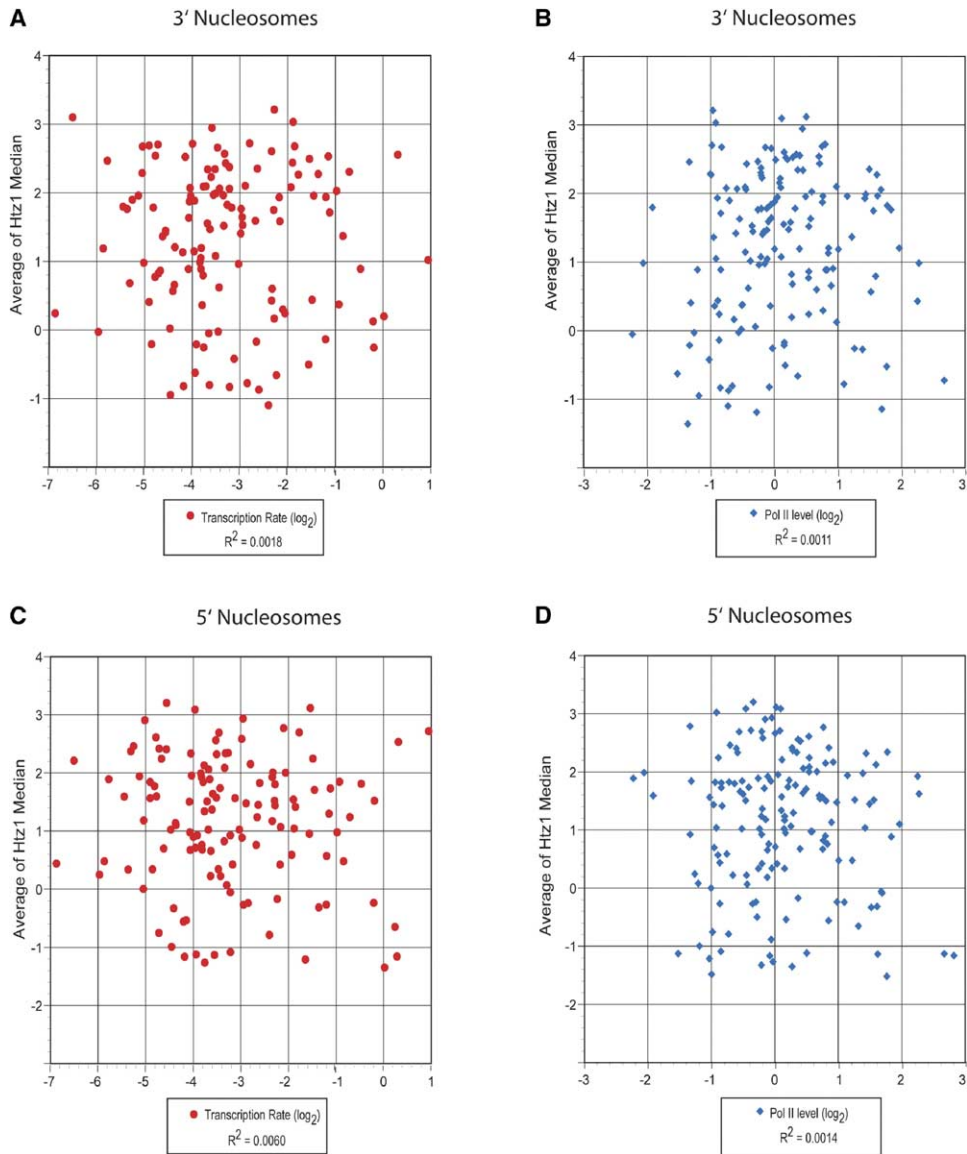 A
3' Nucleosomes
Average of Htz1 Median
4
3
2
1
0
-1
-7 -6 -5 -4 -3 -2 -1 0 1
Transcription Rate (log2)
R2 = 0.0018
B
3' Nucleosomes
Average of Htz1 Median
4
3
2
1
0
-1
-3 -2 -1 0 1 2 3
Pol II level (log2)
R2 = 0.0011
C
5' Nucleosomes
Average of Htz1 Median
4
3
2
1
0
-1
-2
-7 -6 -5 -4 -3 -2 -1 0 1
Transcription Rate (log2)
R2 = 0.0060
D
5' Nucleosomes
Average of Htz1 Median
4
3
2
1
0
-1
-2
-3 -2 -1 0 1 2 3
Pol II level (log2)
R2 = 0.0014